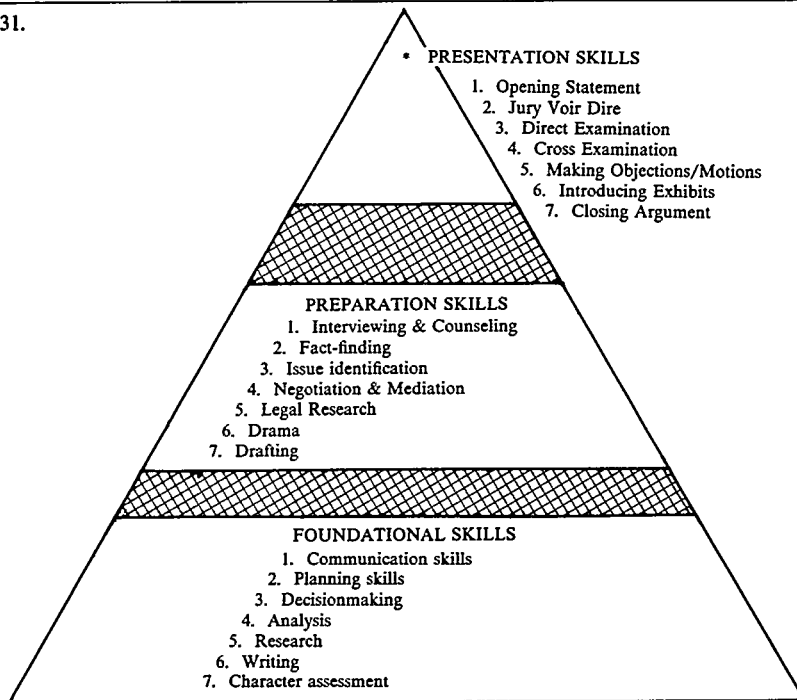 31.
* PRESENTATION SKILLS
1. Opening Statement
2. Jury Voir Dire
3. Direct Examination
4. Cross Examination
5. Making Objections/Motions
6. Introducing Exhibits
7. Closing Argument
PREPARATION SKILLS
1. Interviewing & Counseling
2. Fact-finding
3. Issue identification
4. Negotiation & Mediation
5. Legal Research
6. Drama
7. Drafting
FOUNDATIONAL SKILLS
1. Communication skills
2. Planning skills
3. Decisionmaking
4. Analysis
5. Research
6. Writing
7. Character assessment